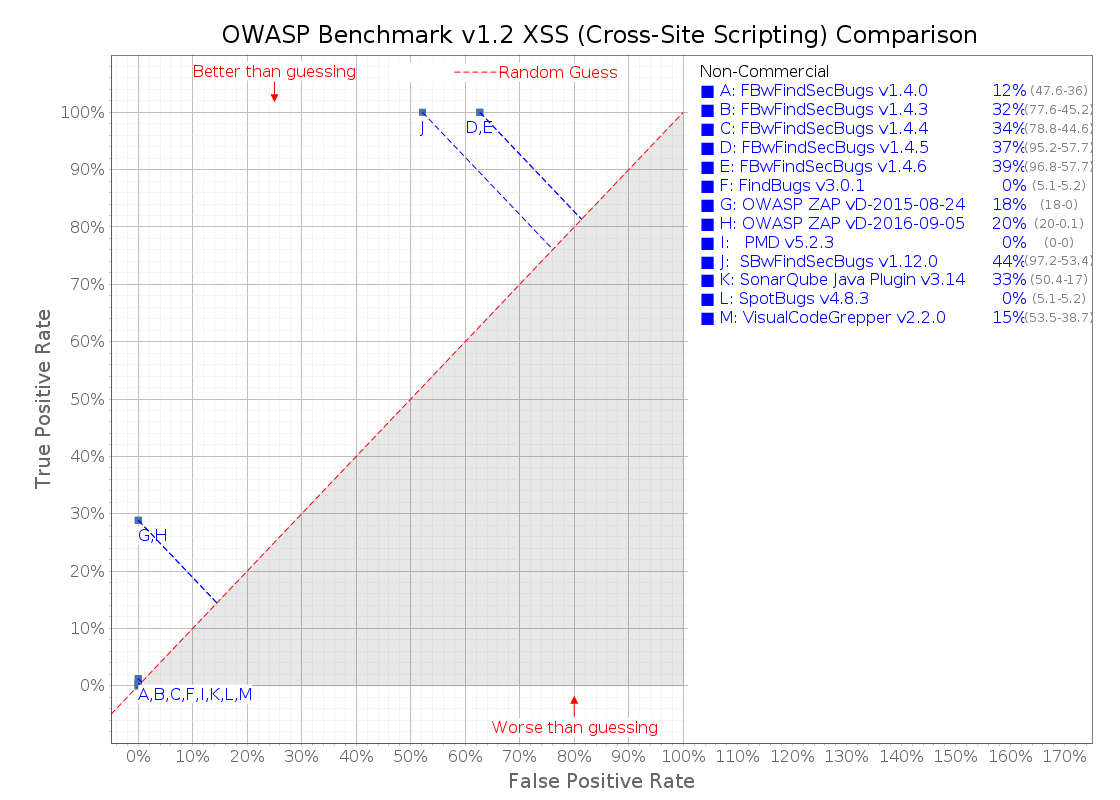 OWASP Benchmark v1.2 XSS (Cross-Site Scripting) Comparison
Better than guessing
Random Guess
Non-Commercial
A: FBwFindSecBugs v1.4.0 12% (47.6-36)
B: FBwFindSecBugs v1.4.3 32% (77.6-45.2)
C: FBwFindSecBugs v1.4.4 34% (78.8-44.6)
D: FBwFindSecBugs v1.4.5 37% (95.2-57.7)
E: FBwFindSecBugs v1.4.6 39% (96.8-57.7)
F: FindBugs v3.0.1 0% (5.1-5.2)
G: OWASP ZAP vD-2015-08-24 18% (18-0)
H: OWASP ZAP vD-2016-09-05 20% (20-0.1)
I: PMD v5.2.3 0% (0-0)
J: SBwFindSecBugs v1.12.0 44% (97.2-53.4)
K: SonarQube Java Plugin v3.14 33% (50.4-17)
L: SpotBugs v4.8.3 0% (5.1-5.2)
M: VisualCodeGrepper v2.2.0 15% (53.5-38.7)
True Positive Rate
100%
90%
80%
70%
60%
50%
40%
30%
20%
10%
0%
J
D,E
G,H
A,B,C,F,I,K,L,M
Worse than guessing
0% 10% 20% 30% 40% 50% 60% 70% 80% 90% 100% 110% 120% 130% 140% 150% 160% 170%
False Positive Rate